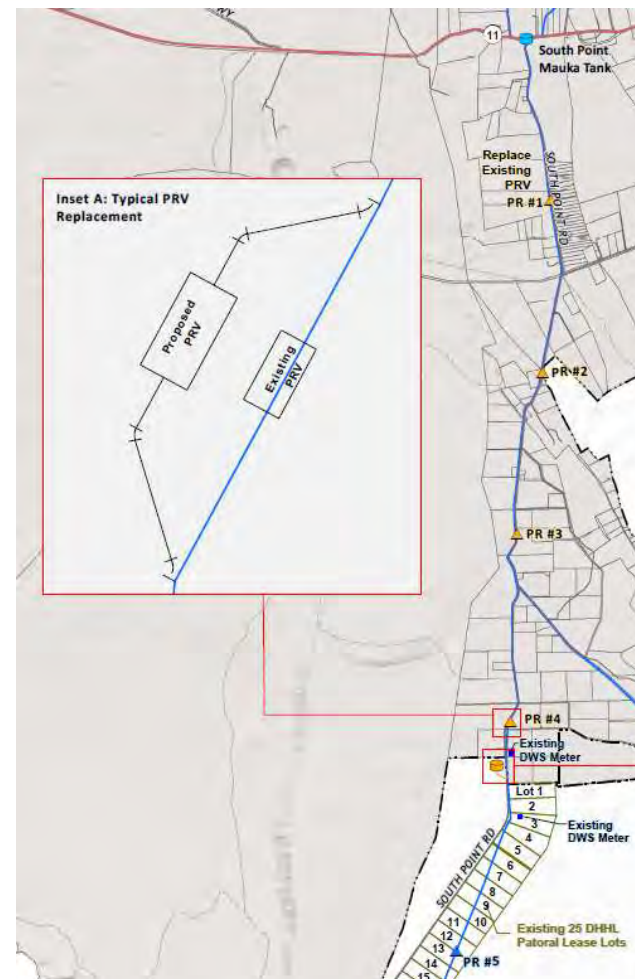 RY
11
South Point
Mauka Tank
Replace
Existing
PRV
PR #1
SOUTH POINT RD
Inset A: Typical PRV
Replacement
Proposed
PRV
Existing
PRV
PR #2
PR #3
PR #4
Existing
DWS Meter
Lot 1
2
3
Existing
DWS Meter
4
5
6
7
8
SOUTH POINT RD
9
10
11
Existing 25 DHHL
Patoral Lease Lots
12
13
PR #5
14
15